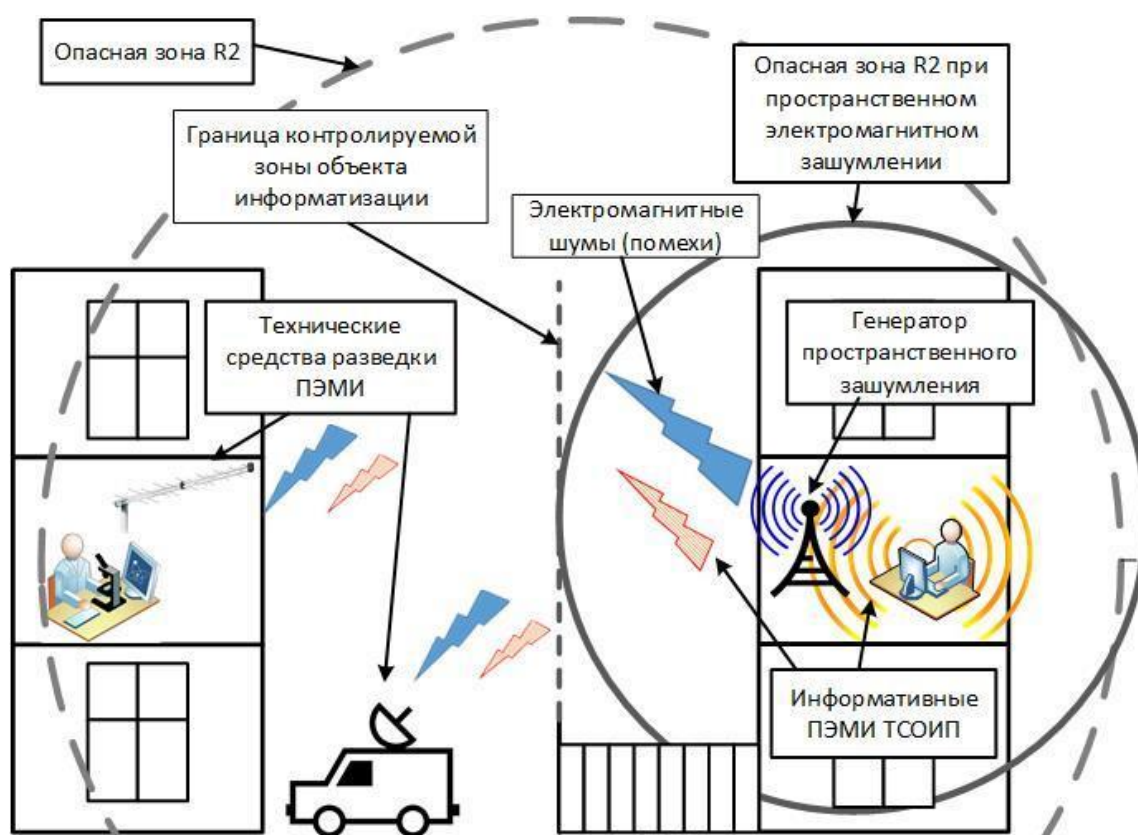 Опасная зона R2
Опасная зона R2 при
пространственном
электромагнитном
зашумлении
Граница контролируемой
зоны объекта
информатизации
Электромагнитные
шумы (помехи)
Технические
средства разведки
ПЭМИ
Генератор
пространственного
зашумления
Информативные
ПЭМИ ТСОИП